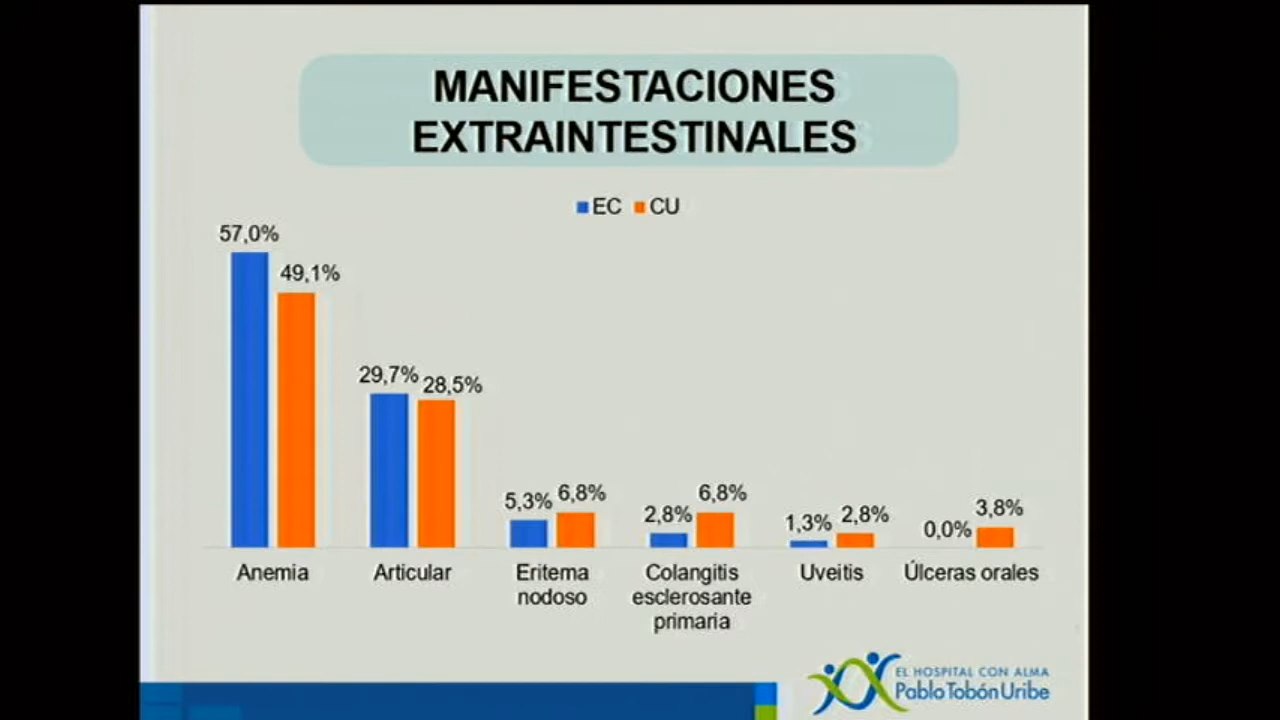 MANIFESTACIONES
EXTRAINTESTINALES
EC CU
57,0%
49,1%
29,7%
28,5%
5,3%
6,8%
2,8%
6,8%
1,3%
2,8%
0,0%
3,8%
Anemia
Articular
Eritema
nodoso
Colangitis
esclerosante
primaria
Uveitis
Úlceras orales
EL HOSPITAL CON ALMA
Pablo Tobón Uribe